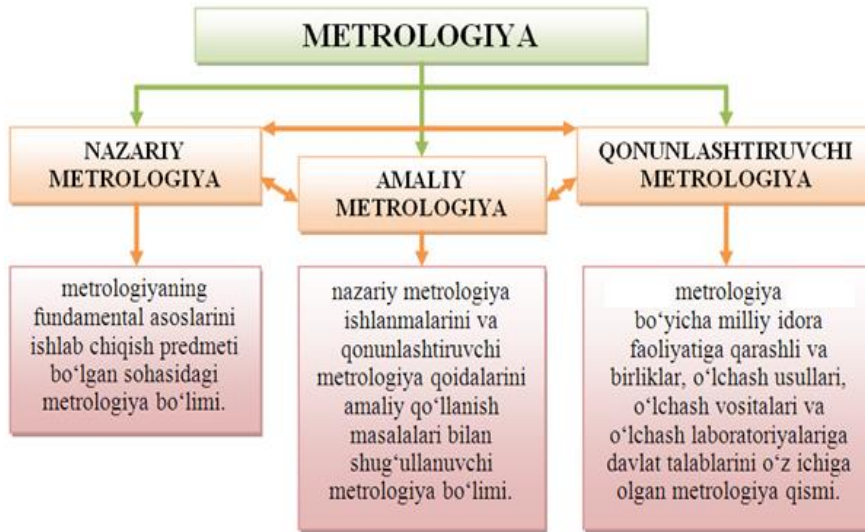 METROLOGIYA
NAZARIY
METROLOGIYA
AMALIY
METROLOGIYA
QONUNLASHTIRUVCHI
METROLOGIYA
metrologiyaning
fundamental asoslarini
ishlab chiqish predmeti
bo‘lgan sohasidagi
metrologiya bo‘limi.
nazariy metrologiya
ishlanmalarini va
qonunlashtiruvchi
metrologiya qoidalarini
amaliy qo‘llanish
masalalari bilan
shug‘ullanuvchi
metrologiya bo‘limi.
metrologiya
bo‘yicha milliy idora
faoliyatiga qarashli va
birliklar, o‘lchash usullari,
o‘lchash vositalari va
o‘lchash laboratoriyalariga
davlat talablarini o‘z ichiga
olgan metrologiya qismi.